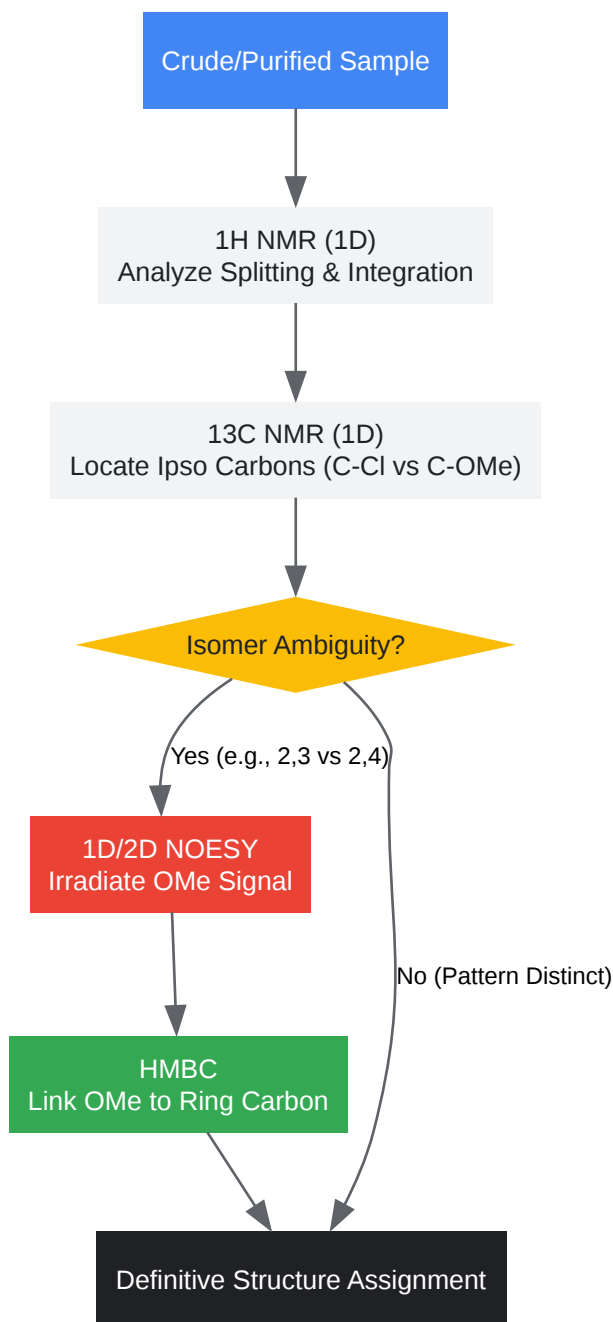 Crude/Purified Sample
1H NMR (1D)
Analyze Splitting & Integration
13C NMR (1D)
Locate Ipso Carbons (C-Cl vs C-OMe)
Isomer Ambiguity?
Yes (e.g., 2,3 vs 2,4)
1D/2D NOESY
Irradiate OMe Signal
No (Pattern Distinct)
HMBC
Link OMe to Ring Carbon
Definitive Structure Assignment